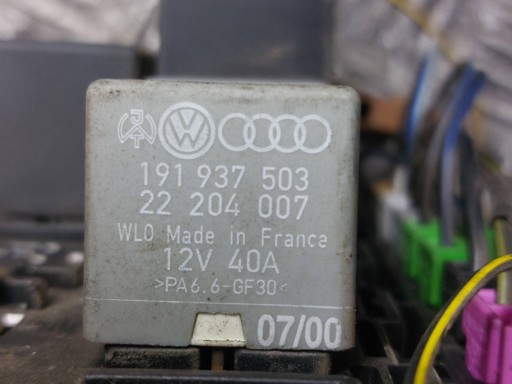 191 937 503
22 204 007
WLO Made in France
12V 40A
>PA6.6-GF30<
07/00